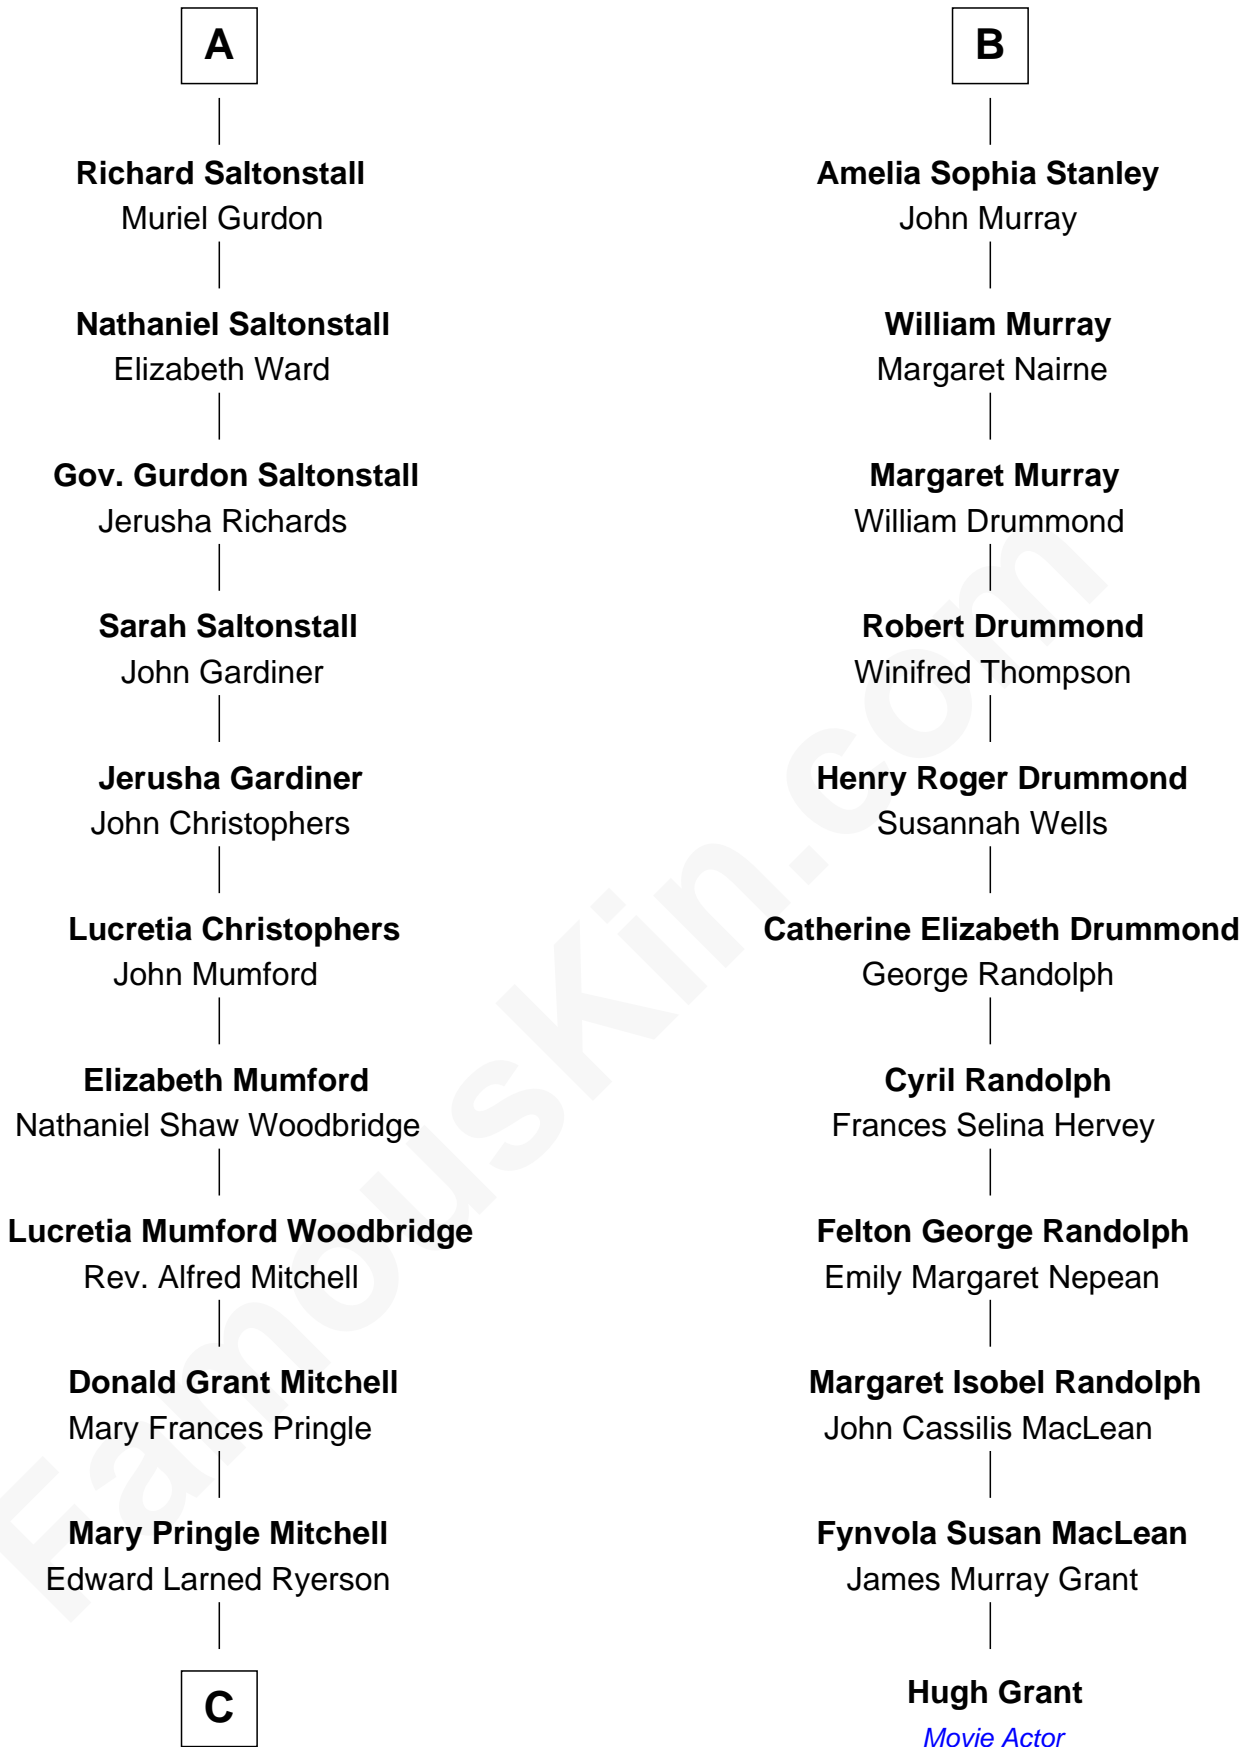 A
Richard Saltonstall
Muriel Gurdon
Nathaniel Saltonstall
Elizabeth Ward
Gov. Gurdon Saltonstall
Jerusha Richards
Sarah Saltonstall
John Gardiner
Jerusha Gardiner
John Christophers
Lucretia Christophers
John Mumford
Elizabeth Mumford
Nathaniel Shaw Woodbridge
Lucretia Mumford Woodbridge
Rev. Alfred Mitchell
Donald Grant Mitchell
Mary Frances Pringle
Mary Pringle Mitchell
Edward Larned Ryerson
C
B
Amelia Sophia Stanley
John Murray
William Murray
Margaret Nairne
Margaret Murray
William Drummond
Robert Drummond
Winifred Thompson
Henry Roger Drummond
Susannah Wells
Catherine Elizabeth Drummond
George Randolph
Cyril Randolph
Frances Selina Hervey
Felton George Randolph
Emily Margaret Nepean
Margaret Isobel Randolph
John Cassilis MacLean
Fynvola Susan MacLean
James Murray Grant
Hugh Grant
Movie Actor
FamousKin.com